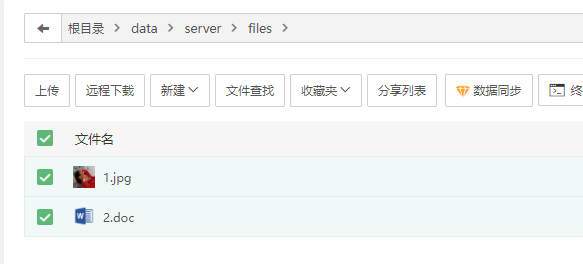 根目录 data server files
上传 远程下载 新建 文件查找 收藏夹 分享列表 数据同步 终
文件名
1.jpg
2.doc